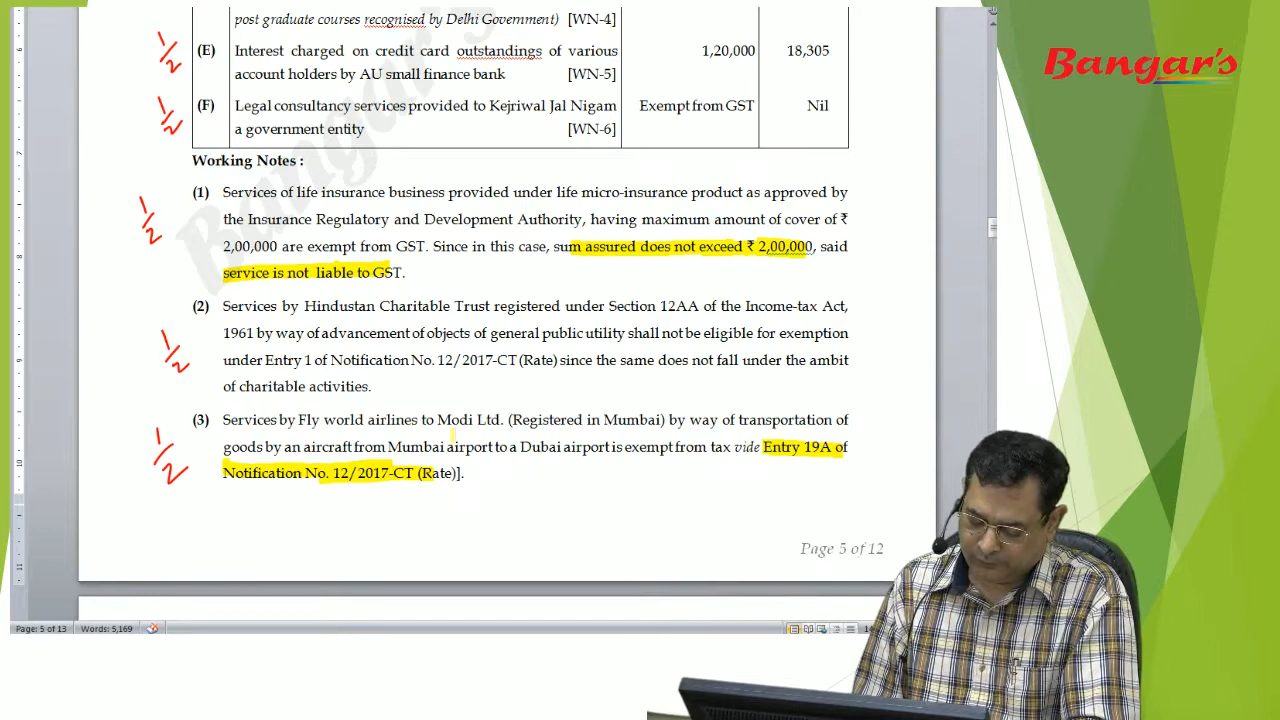 post graduate courses recognised by Delhi Government) [WN-4]
1/2 (E) Interest charged on credit card outstandings of various 1,20,000 18,305
account holders by AU small finance bank [WN-5]
1/2 (F) Legal consultancy services provided to Kejriwal Jal Nigam Exempt from GST Nil
a government entity [WN-6]
Bangar's
Working Notes :
1/2 (1) Services of life insurance business provided under life micro-insurance product as approved by
the Insurance Regulatory and Development Authority, having maximum amount of cover of ₹
2,00,000 are exempt from GST. Since in this case, sum assured does not exceed ₹ 2,00,000, said
service is not liable to GST.
1/2 (2) Services by Hindustan Charitable Trust registered under Section 12AA of the Income-tax Act,
1961 by way of advancement of objects of general public utility shall not be eligible for exemption
under Entry 1 of Notification No. 12/2017-CT (Rate) since the same does not fall under the ambit
of charitable activities.
1/2 (3) Services by Fly world airlines to Modi Ltd. (Registered in Mumbai) by way of transportation of
goods by an aircraft from Mumbai airport to a Dubai airport is exempt from tax vide Entry 19A of
Notification No. 12/2017-CT (Rate)].
Page 5 of 12
Page: 5 of 13 Words: 5,169
Bangar's